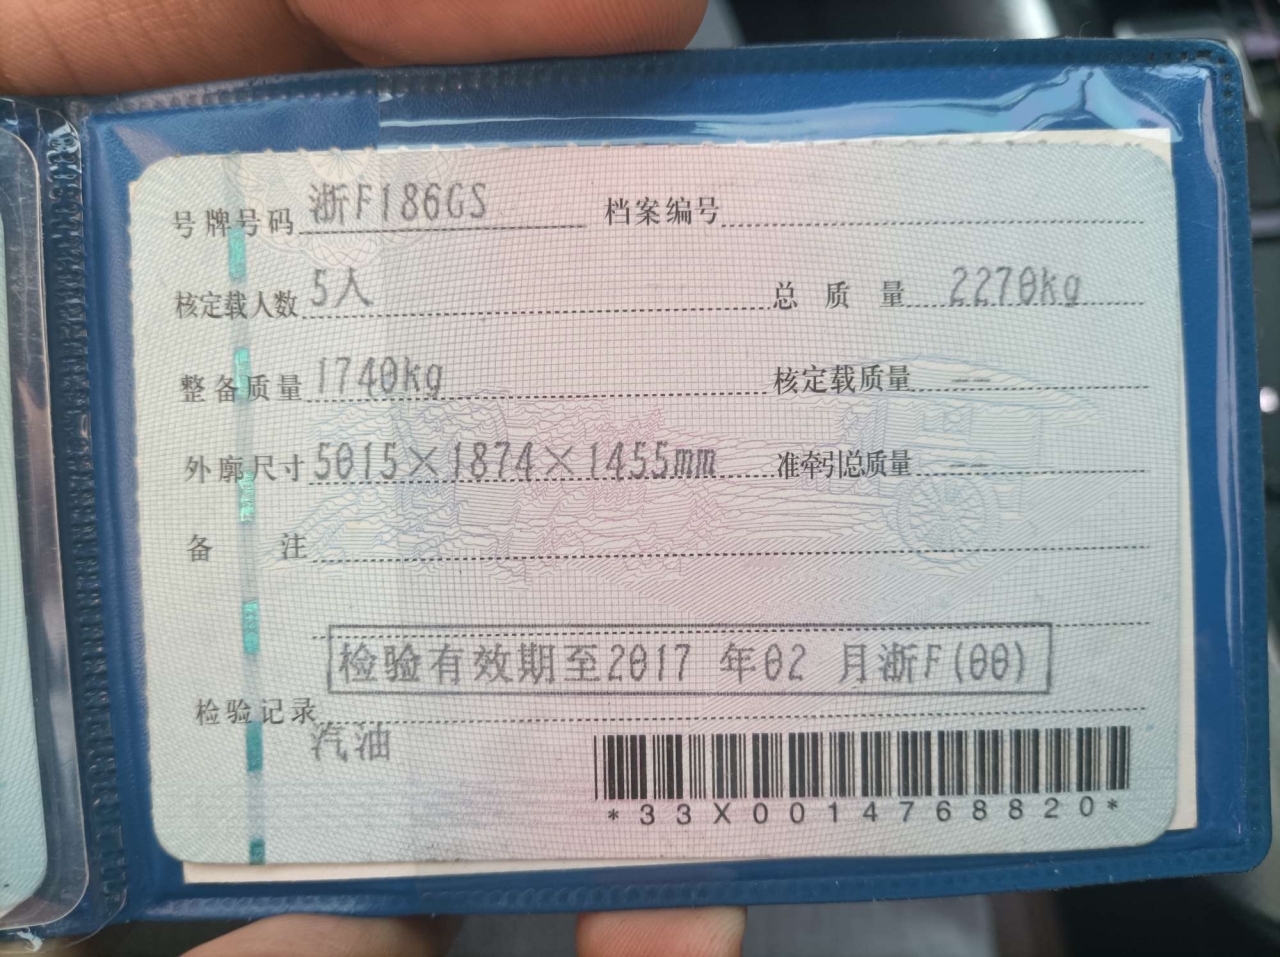 号牌号码 浙F186GS 档案编号
核定载人数 5人 总质量 2270kg
整备质量 1740kg 核定载质量 --
外廓尺寸 5015×1874×1455mm 准牵引总质量 --
备注
检验有效期至2017 年02 月浙F(00)
检验记录
汽油
*33X0014768820*